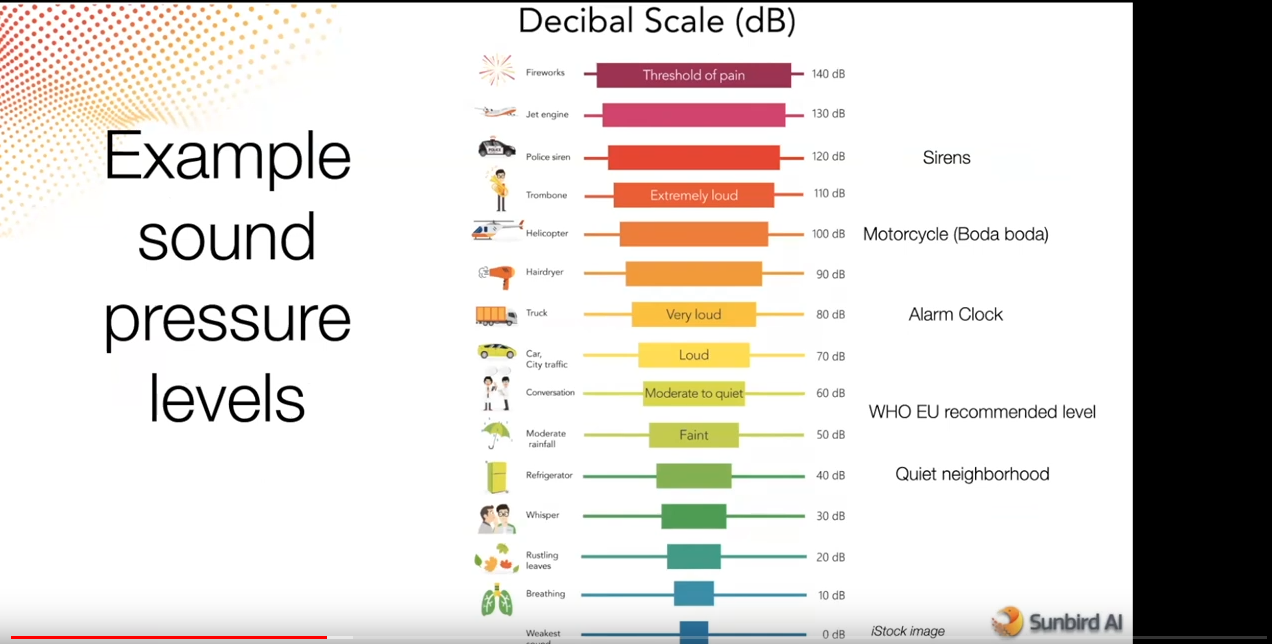 Decibal Scale (dB)
Example
sound
pressure
levels
Fireworks
Threshold of pain
140 dB
Jet engine
130 dB
POLICE
Police siren
120 dB
Sirens
Trombone
Extremely loud
110 dB
Helicopter
100 dB
Motorcycle (Boda boda)
Hairdryer
90 dB
Truck
Very loud
80 dB
Alarm Clock
Car,
City traffic
Loud
70 dB
Conversation
Moderate to quiet
60 dB
WHO EU recommended level
Moderate
rainfall
Faint
50 dB
Refrigerator
40 dB
Quiet neighborhood
Whisper
30 dB
Rustling
leaves
20 dB
Breathing
10 dB
Weakest
sound
0 dB
iStock image
Sunbird AI